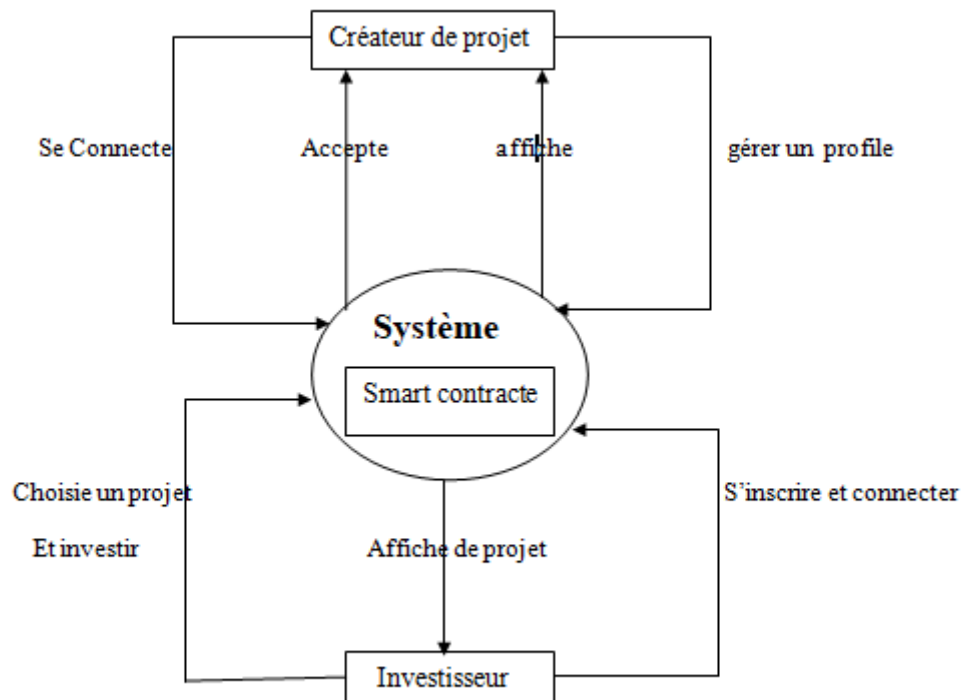 Créateur de projet
Se Connecte
Accepte
affiche
gérer un profile
Système
Smart contracte
Choisie un projet
Et investir
S'inscrire et connecter
Affiche de projet
Investisseur